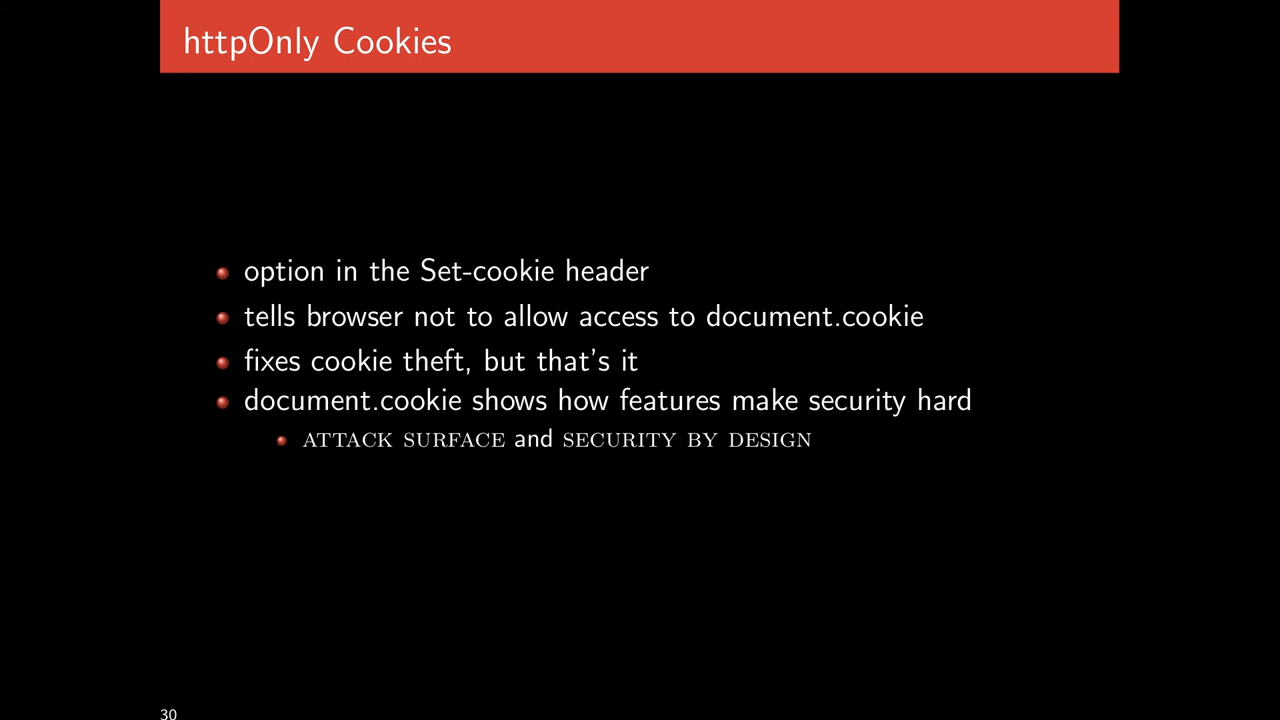 httpOnly Cookies
option in the Set-cookie header
tells browser not to allow access to document.cookie
fixes cookie theft, but that's it
document.cookie shows how features make security hard
ATTACK SURFACE and SECURITY BY DESIGN
30